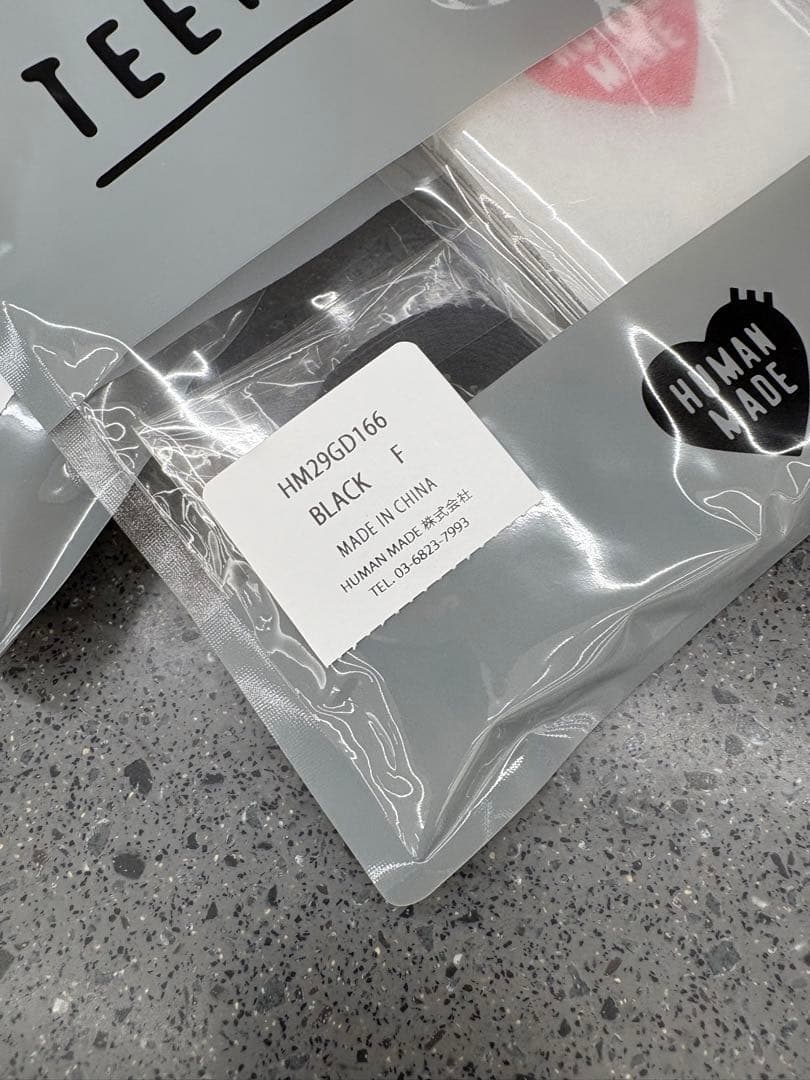 HUMAN
MADE
HM29GD166
BLACK F
MADE IN CHINA
HUMAN MADE 株式会社
TEL. 03-6823-7993
HUMAN
MADE